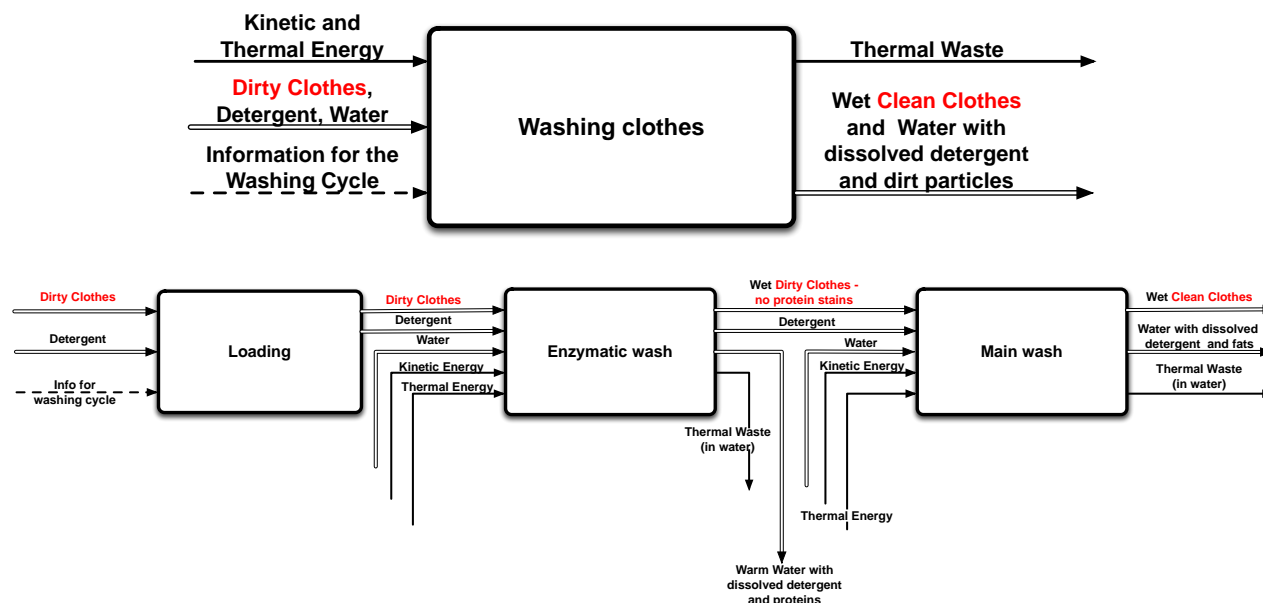 Kinetic and
Thermal Energy
Dirty Clothes,
Detergent, Water
Information for the
Washing Cycle
Washing clothes
Thermal Waste
Wet Clean Clothes
and Water with
dissolved detergent
and dirt particles
Dirty Clothes
Detergent
Info for
washing cycle
Loading
Dirty Clothes
Detergent
Water
Kinetic Energy
Thermal Energy
Enzymatic wash
Wet Dirty Clothes -
no protein stains
Detergent
Water
Kinetic Energy
Thermal Waste
(in water)
Thermal Energy
Warm Water with
dissolved detergent
and proteins
Main wash
Wet Clean Clothes
Water with dissolved
detergent and fats
Thermal Waste
(in water)